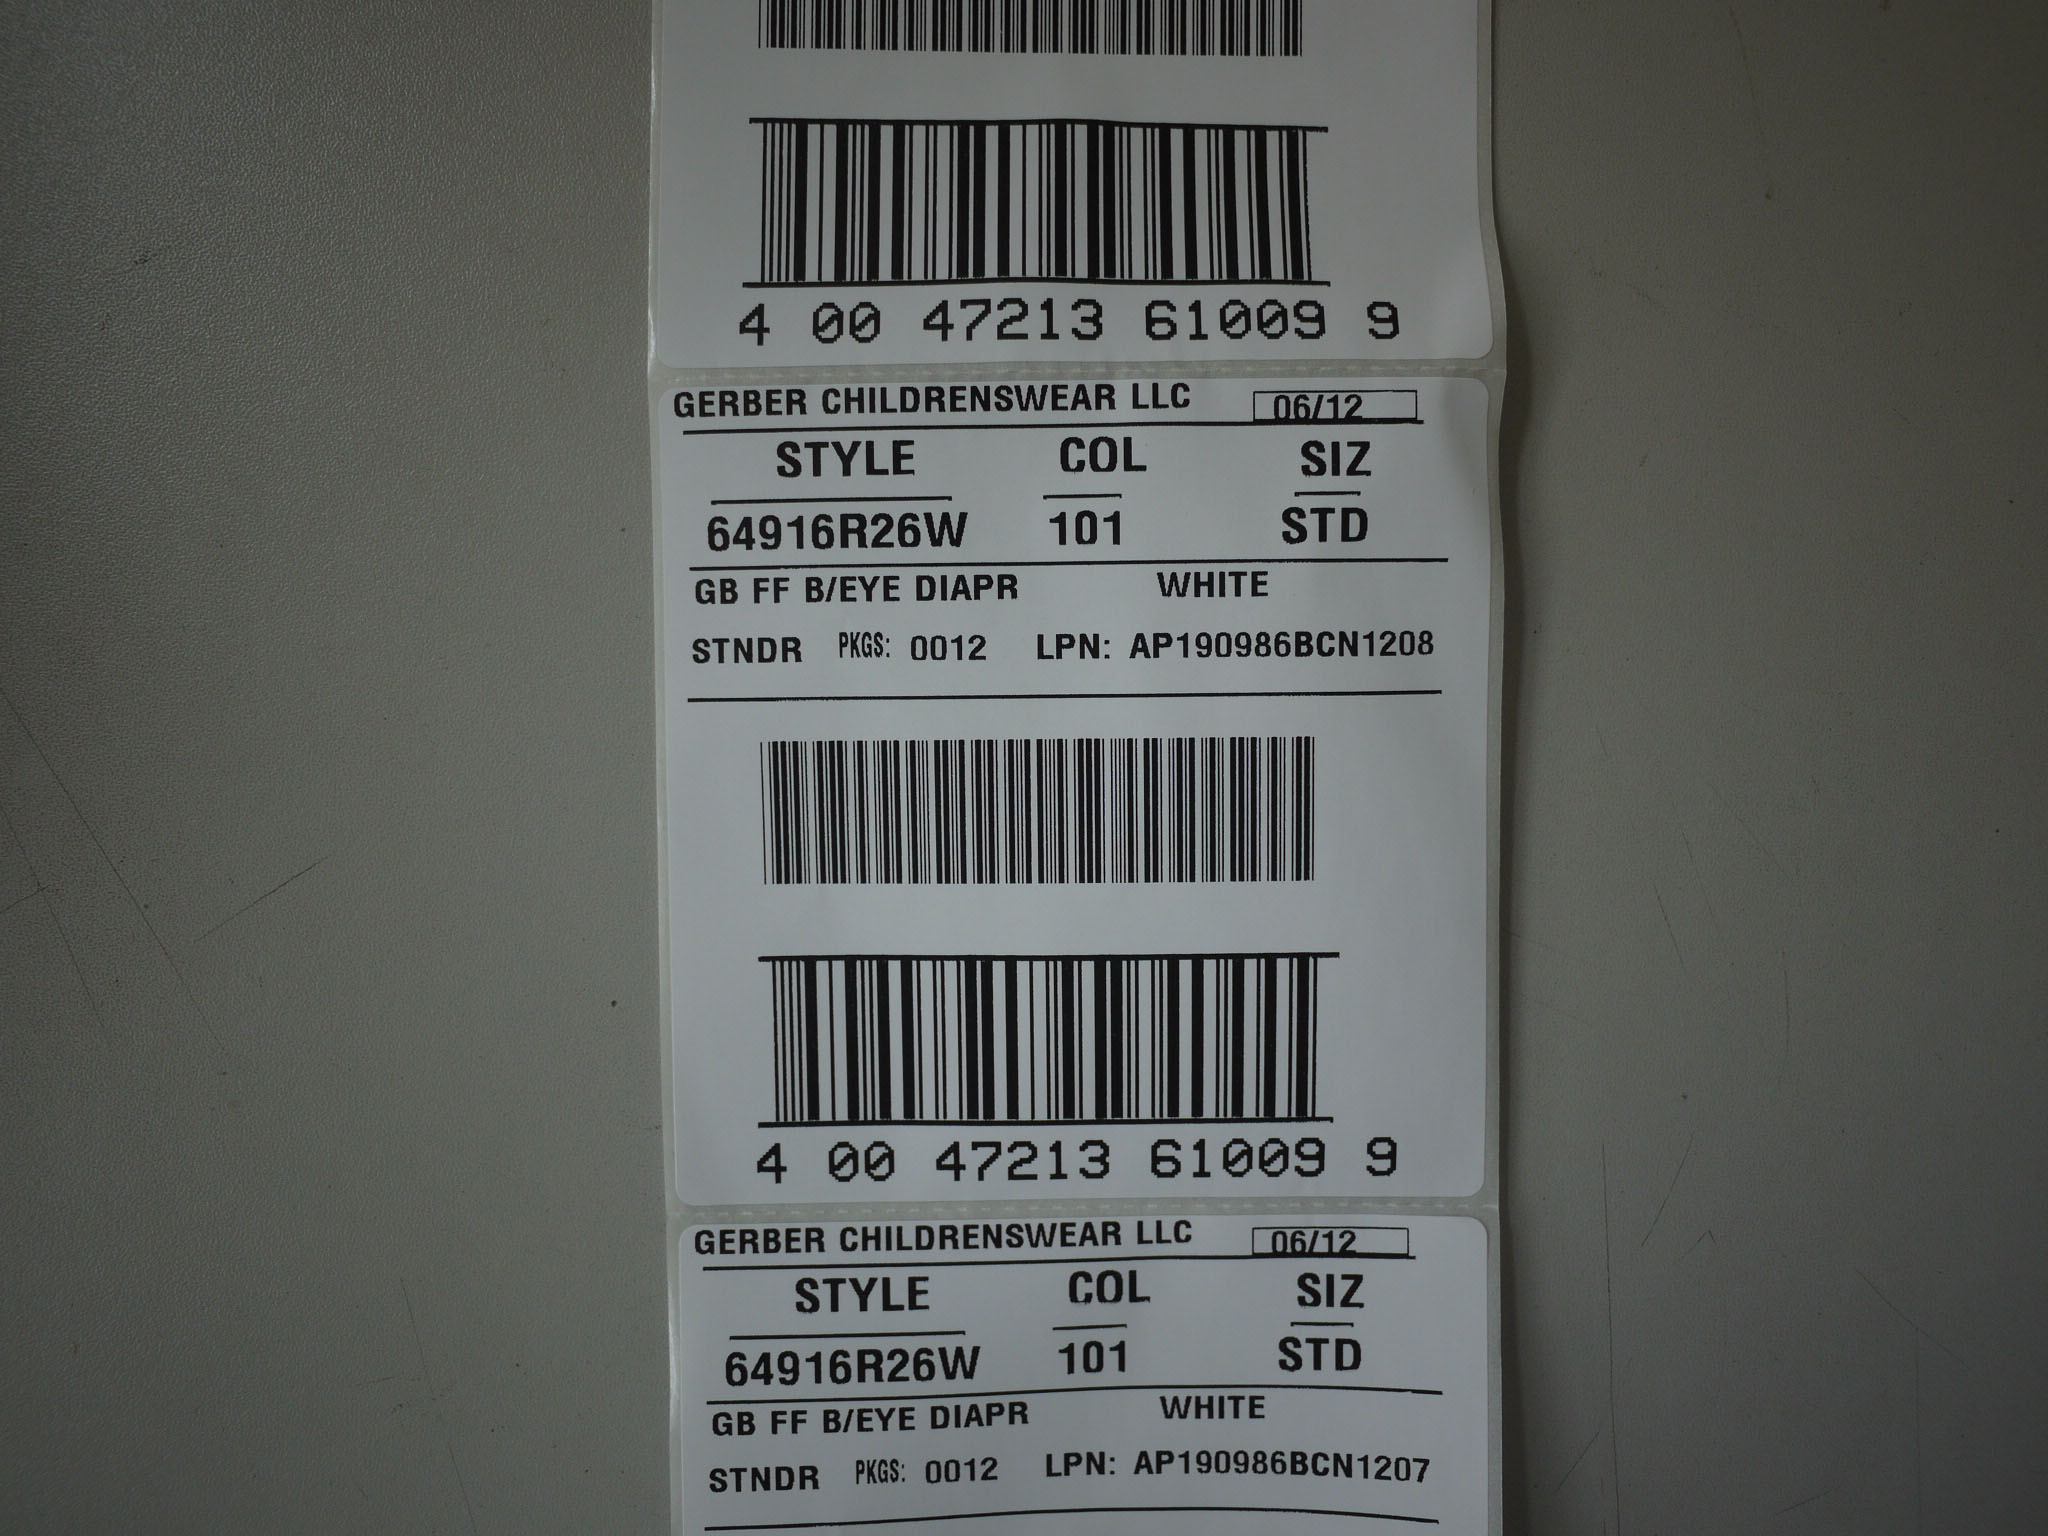 4 00 47213 61009 9
GERBER CHILDRENSWEAR LLC 06/12
STYLE COL SIZ
64916R26W 101 STD
GB FF B/EYE DIAPR WHITE
STNDR PKGS: 0012 LPN: AP190986BCN1208
4 00 47213 61009 9
GERBER CHILDRENSWEAR LLC 06/12
STYLE COL SIZ
64916R26W 101 STD
GB FF B/EYE DIAPR WHITE
STNDR PKGS: 0012 LPN: AP190986BCN1207